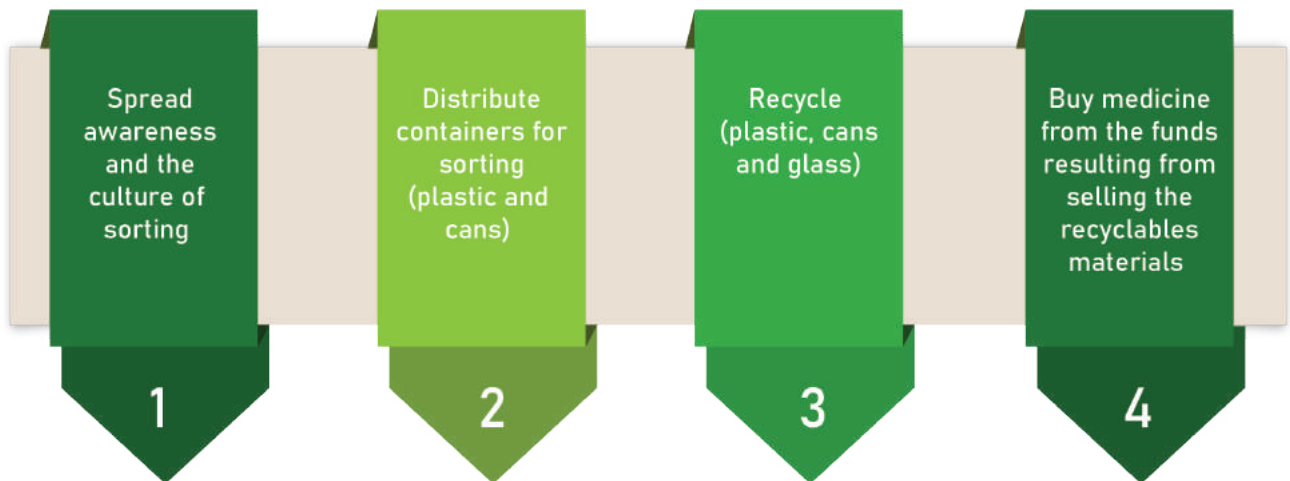 Spread
awareness
and the
culture of
sorting
1
Distribute
containers for
sorting
(plastic and
cans)
2
Recycle
(plastic, cans
and glass)
3
Buy medicine
from the funds
resulting from
selling the
recyclables
materials
4